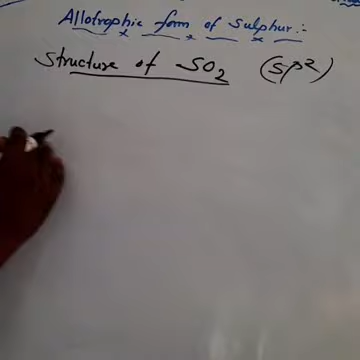 Allotrophic form of Sulphur:-
Structure of SO₂ (SP²)